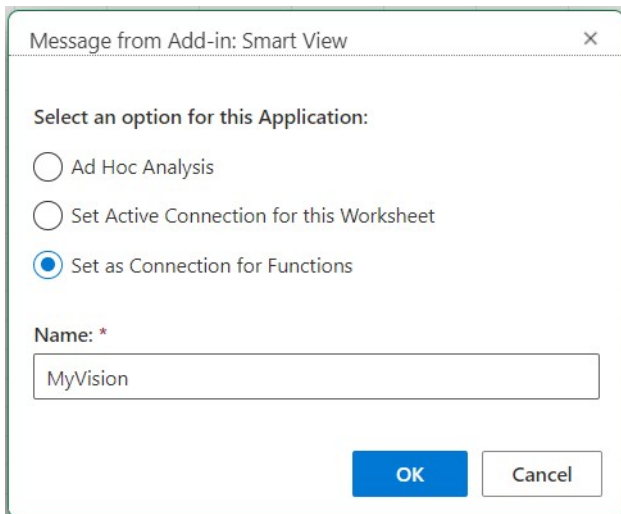 Message from Add-in: Smart View
Select an option for this Application:
Ad Hoc Analysis
Set Active Connection for this Worksheet
Set as Connection for Functions
Name: *
MyVision
OK Cancel